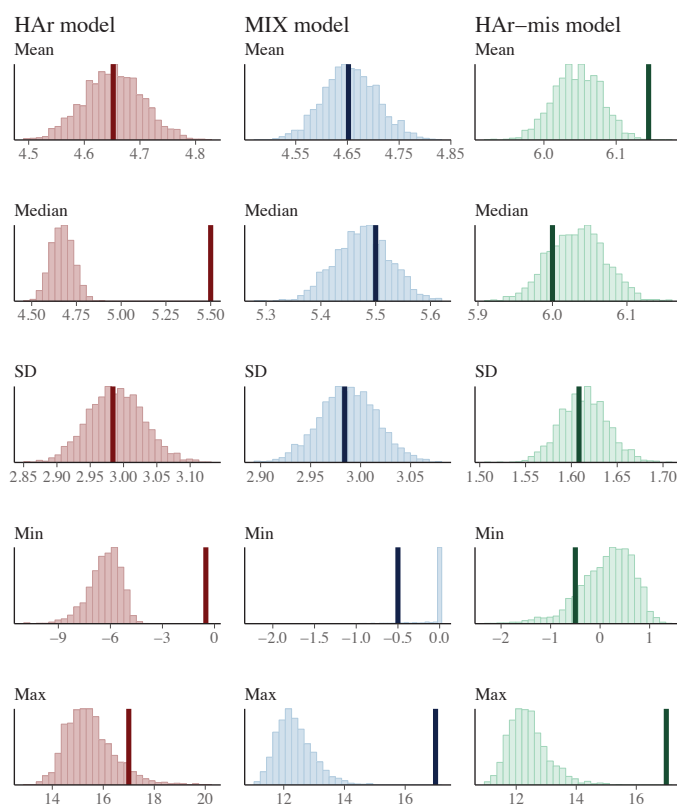 HAr model MIX model HAr−mis model
Mean Mean Mean
4.5 4.6 4.7 4.8 4.55 4.65 4.75 4.85 6.0 6.1
Median Median Median
4.50 4.75 5.00 5.25 5.50 5.3 5.4 5.5 5.6 5.9 6.0 6.1
SD SD SD
2.85 2.90 2.95 3.00 3.05 3.10 2.90 2.95 3.00 3.05 1.50 1.55 1.60 1.65 1.70
Min Min Min
−9 −6 −3 0 −2.0 −1.5 −1.0 −0.5 0.0 −2 −1 0 1
Max Max Max
14 16 18 20 12 14 16 12 14 16